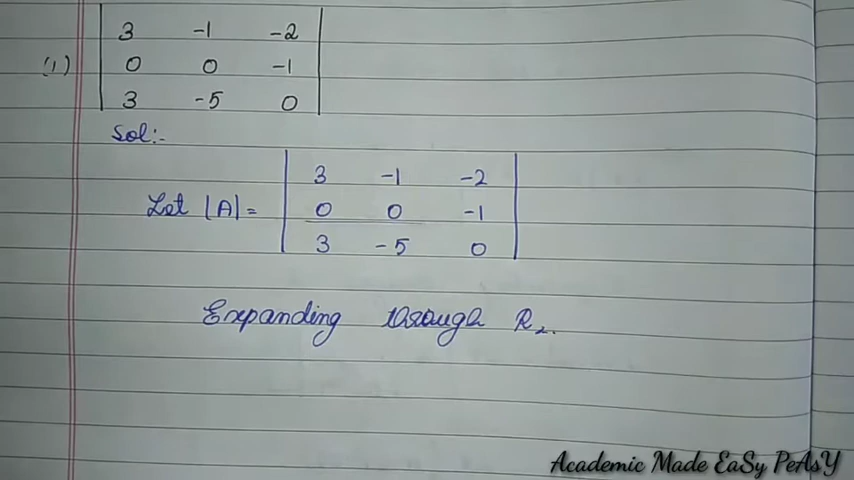 3 -1 -2
(i) 0 0 -1
3 -5 0
Sol:-
3 -1 -2
Let |A| = 0 0 -1
3 -5 0
Expanding through R₂.
Academic Made EaSy PeAsY